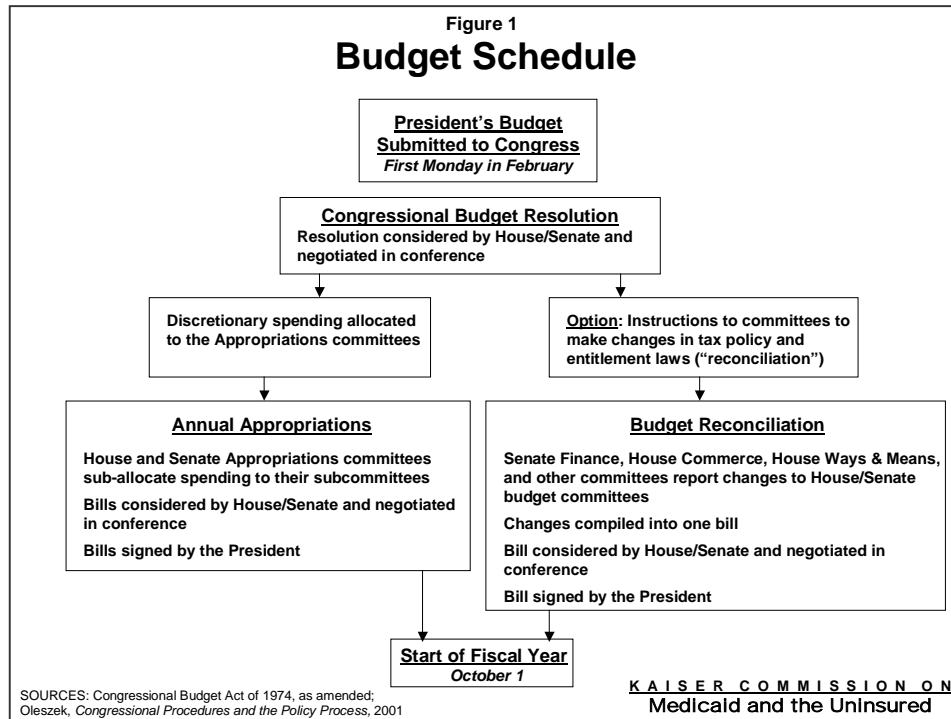 Figure 1
Budget Schedule
President's Budget
Submitted to Congress
First Monday in February
Congressional Budget Resolution
Resolution considered by House/Senate and
negotiated in conference
Discretionary spending allocated
to the Appropriations committees
Option: Instructions to committees to
make changes in tax policy and
entitlement laws ("reconciliation")
Annual Appropriations
House and Senate Appropriations committees
sub-allocate spending to their subcommittees
Bills considered by House/Senate and negotiated
in conference
Bills signed by the President
Budget Reconciliation
Senate Finance, House Commerce, House Ways & Means,
and other committees report changes to House/Senate
budget committees
Changes compiled into one bill
Bill considered by House/Senate and negotiated in
conference
Bill signed by the President
Start of Fiscal Year
October 1
SOURCES: Congressional Budget Act of 1974, as amended;
Oleszek, Congressional Procedures and the Policy Process, 2001
KAISER COMMISSION ON
Medicaid and the Uninsured